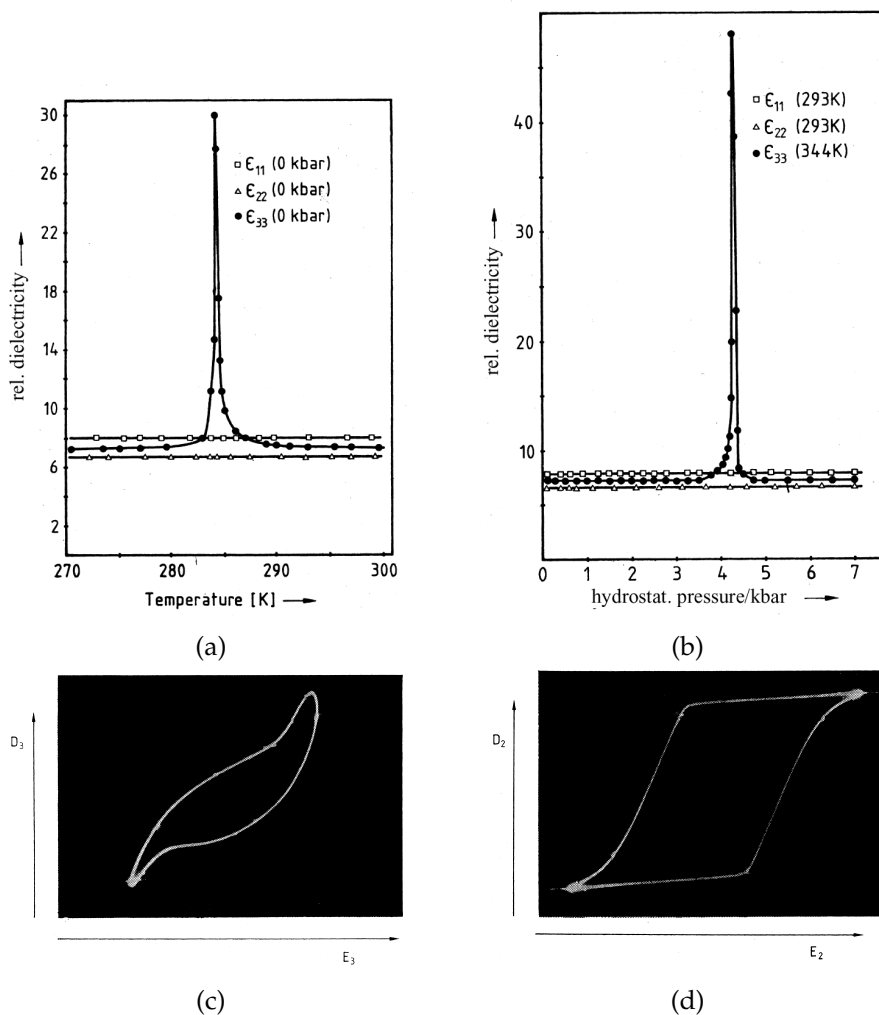 30
26
22
18
14
10
6
2
270
280
290
300
rel. dielectricity
Temperature [K]
ϵ11 (0 kbar)
ϵ22 (0 kbar)
ϵ33 (0 kbar)
(a)
40
30
20
10
0
1
2
3
4
5
6
7
rel. dielectricity
hydrostat. pressure/kbar
ϵ11 (293K)
ϵ22 (293K)
ϵ33 (344K)
(b)
D3
E3
(c)
D2
E2
(d)